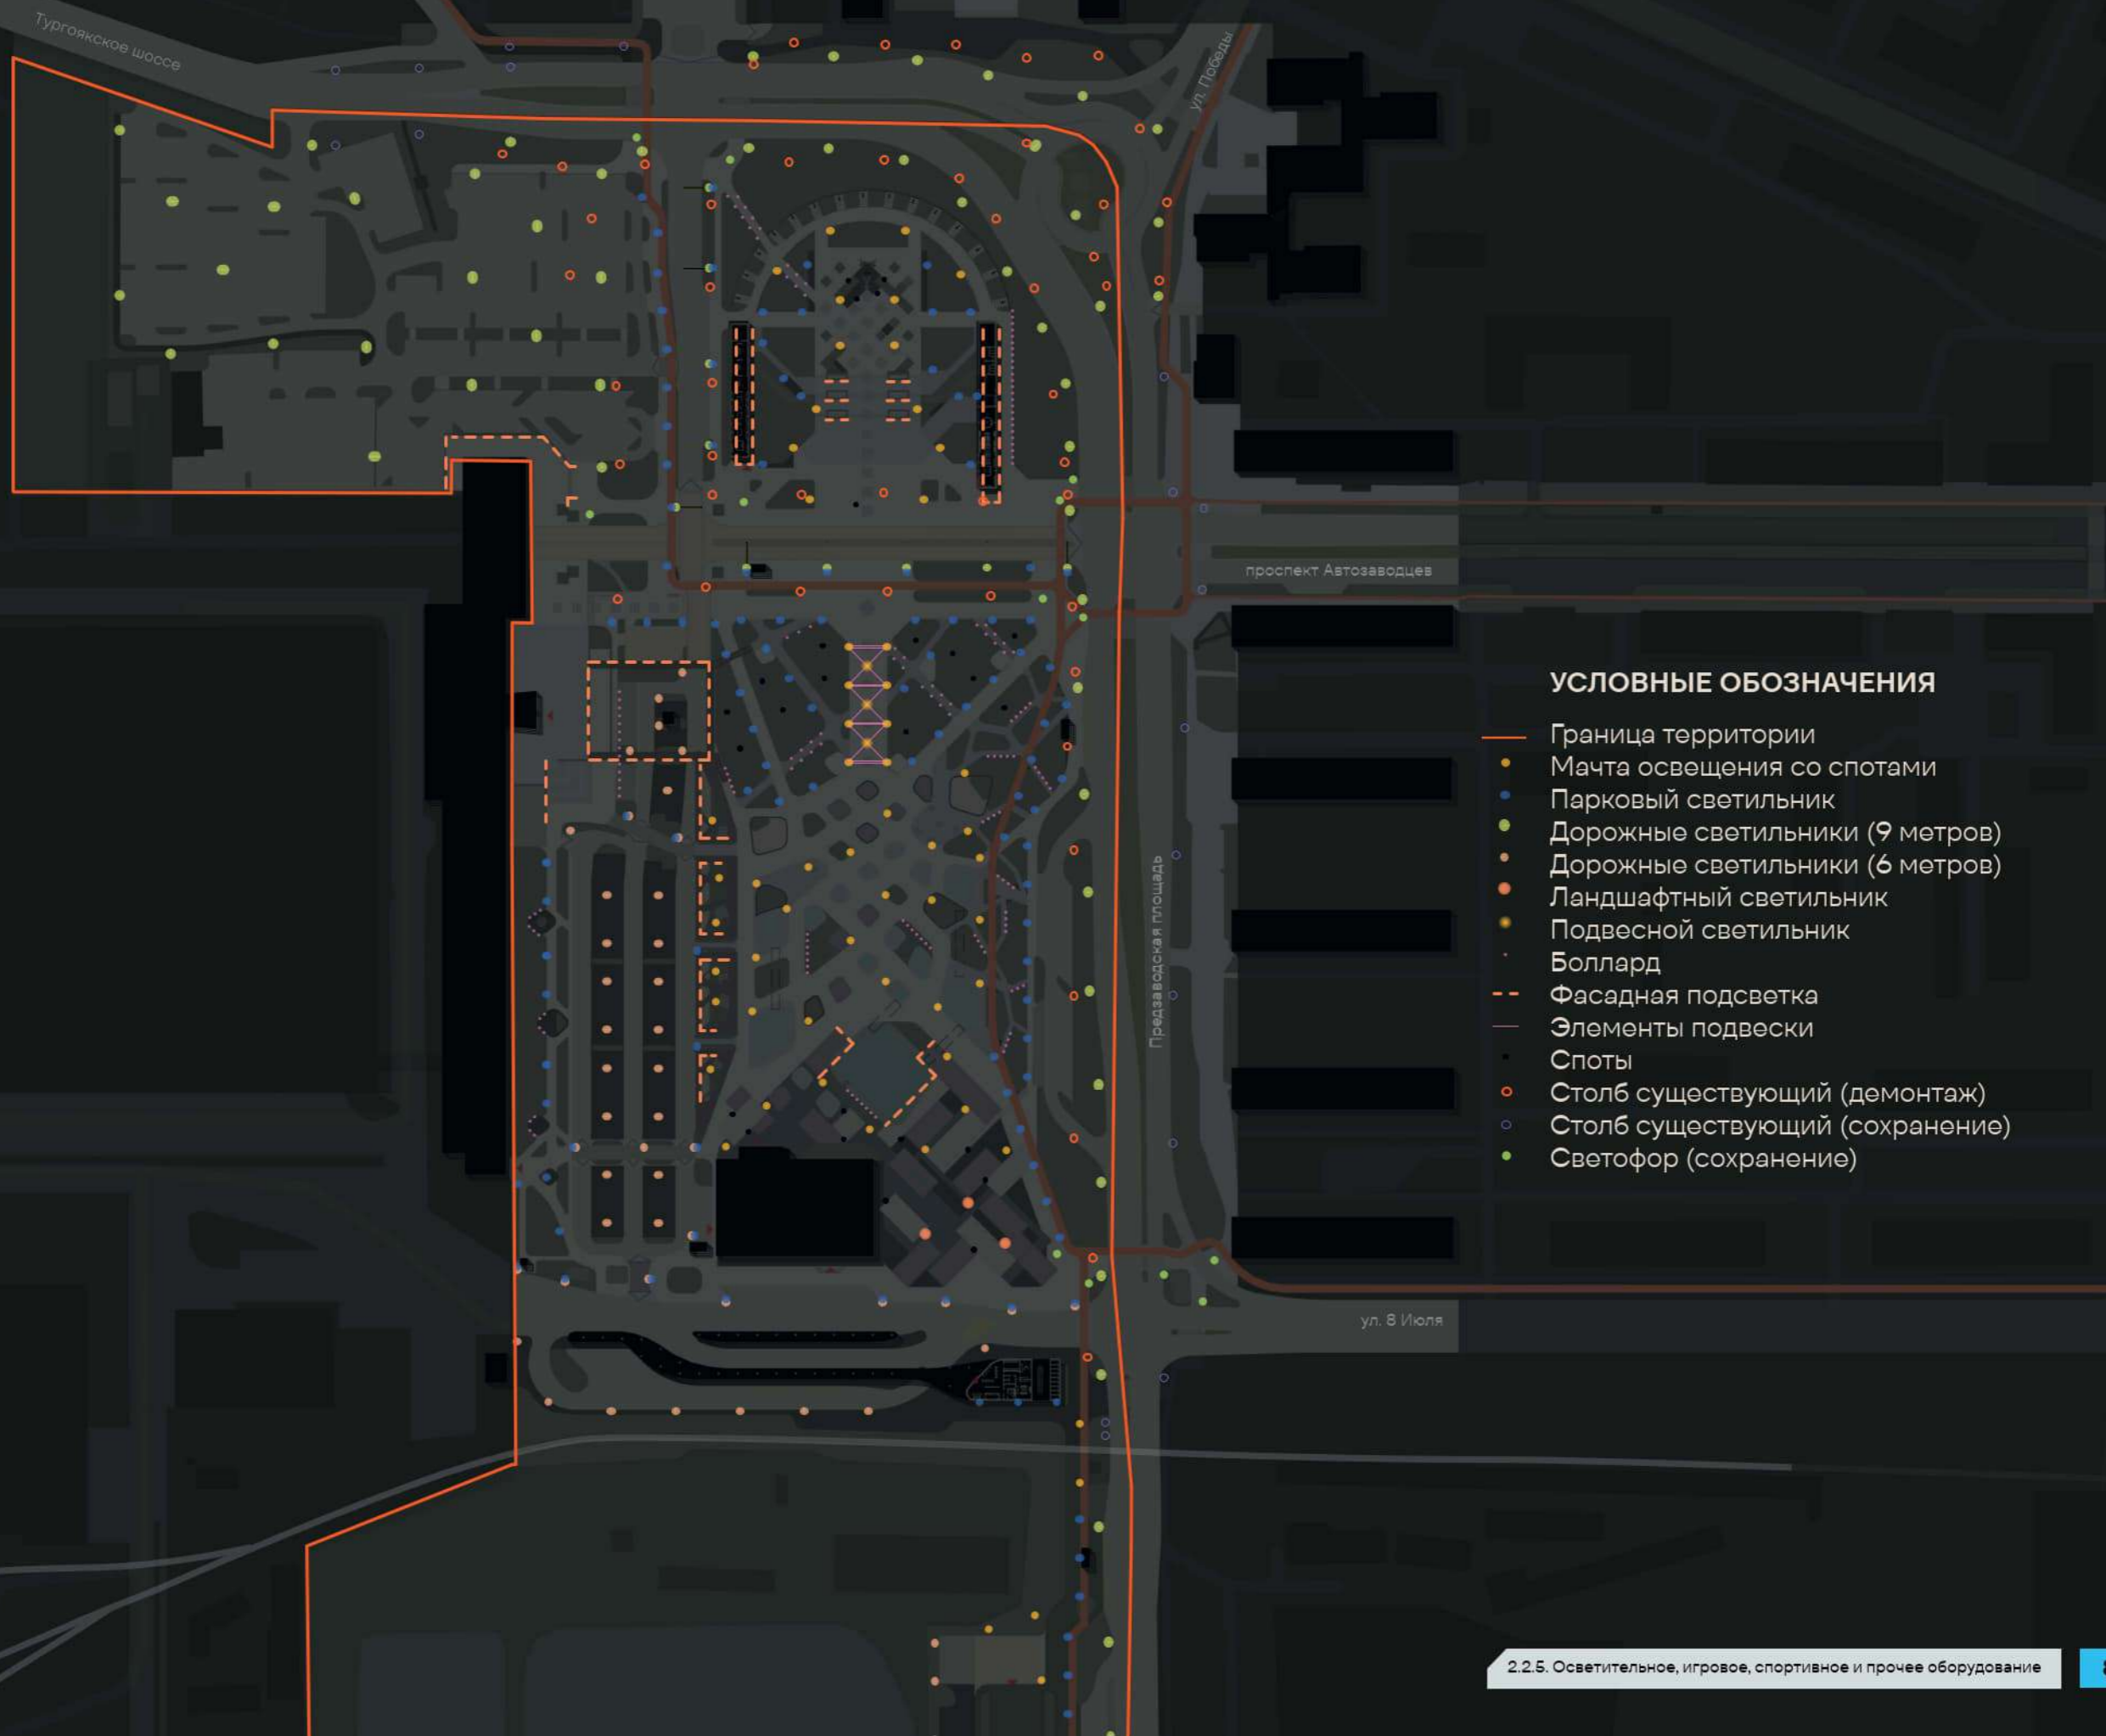 Тургоякское шоссе
ул. Победы
проспект Автозаводцев
Предзаводская площадь
ул. 8 Июля
УСЛОВНЫЕ ОБОЗНАЧЕНИЯ
Граница территории
Мачта освещения со спотами
Парковый светильник
Дорожные светильники (9 метров)
Дорожные светильники (6 метров)
Ландшафтный светильник
Подвесной светильник
Боллард
Фасадная подсветка
Элементы подвески
Споты
Столб существующий (демонтаж)
Столб существующий (сохранение)
Светофор (сохранение)
2.2.5. Осветительное, игровое, спортивное и прочее оборудование